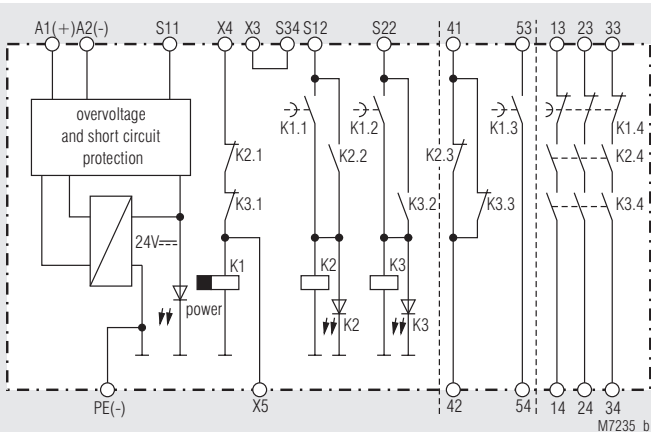 A1(+) A2(-) S11 X4 X3 S34 S12 S22 41 53 13 23 33
overvoltage
and short circuit
protection
K1.1 K1.2 K1.3 K1.4
K2.1 K2.2 K2.3 K2.4
K3.1 K3.2 K3.3 K3.4
24V
K1 K2 K3
power
K2 K3
PE(-) X5 42 54 14 24 34
M7235_b